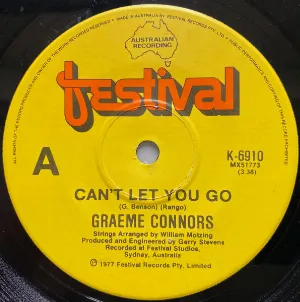 AUSTRALIAN
RECORDING
festival
A
K-6910
MX51773
(3.38)
CAN'T LET YOU GO
(G. Benson) (Rango)
GRAEME CONNORS
Strings Arranged by William Motzing
Produced and Engineered by Gerry Stevens
Recorded at Festival Studios
Sydney, Australia
℗ 1977 Festival Records Pty. Limited